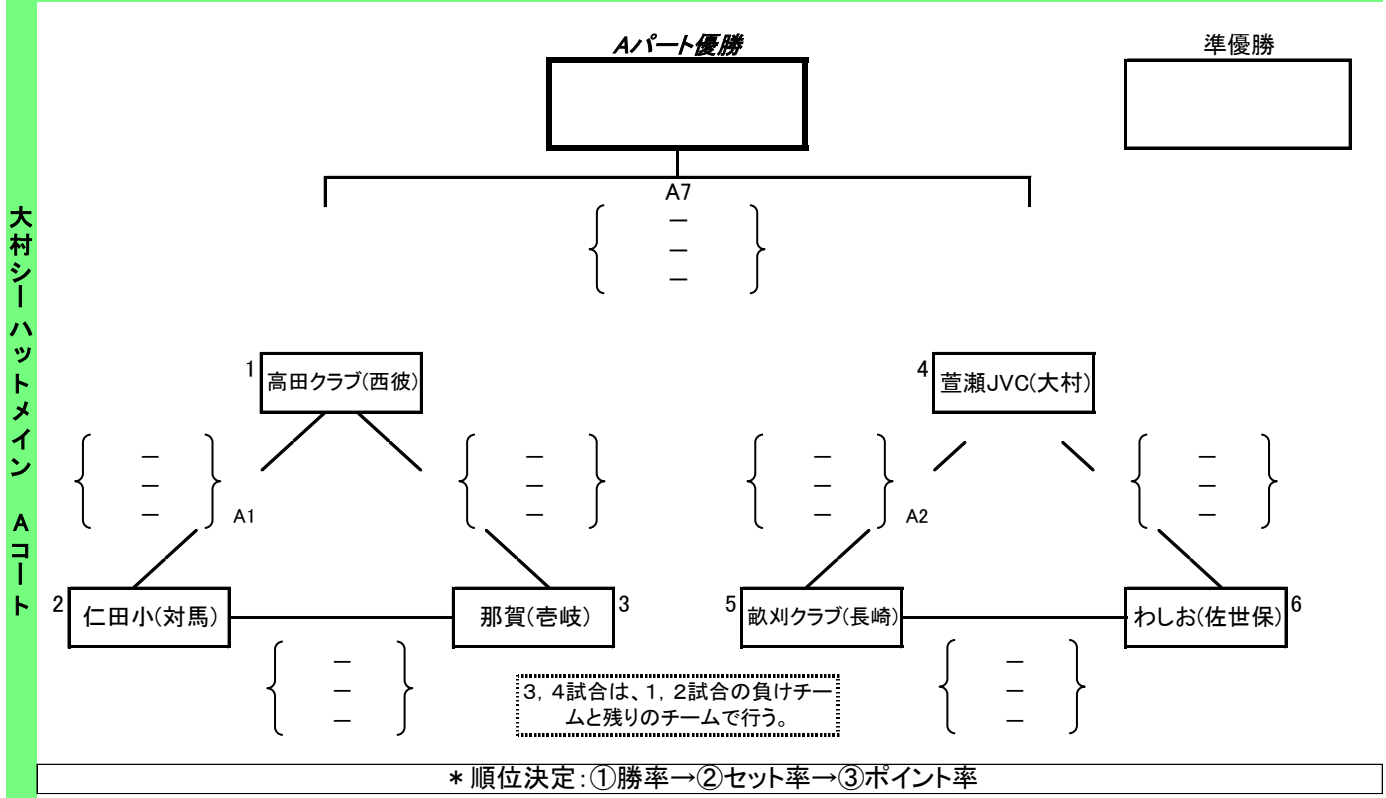 大村シーハットメイン　Aコート
Aパート優勝
準優勝
A7
－
－
－
1
高田クラブ(西彼)
4
萱瀬JVC(大村)
－
－
－
A1
－
－
－
－
－
－
A2
－
－
－
2
仁田小(対馬)
那賀(壱岐)
3
5
畝刈クラブ(長崎)
わしお(佐世保)
6
－
－
－
3，4試合は、1，2試合の負けチー
ムと残りのチームで行う。
－
－
－
＊順位決定：①勝率→②セット率→③ポイント率